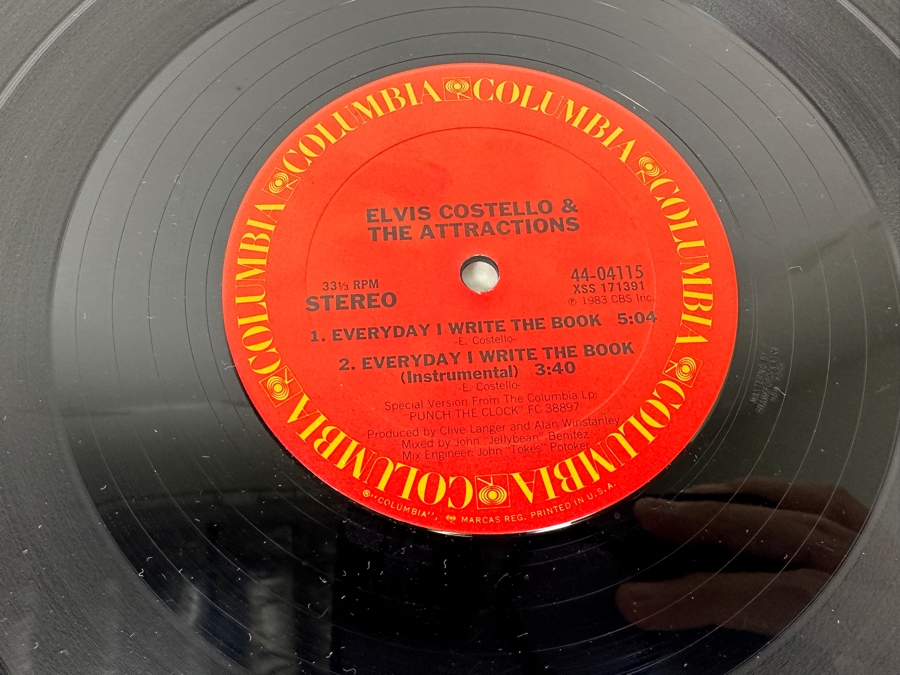 COLUMBIA COLUMBIA COLUMBIA COLUMBIA COLUMBIA COLUMBIA
ELVIS COSTELLO &
THE ATTRACTIONS
33⅓ RPM
STEREO
44-04115
XSS 171391
℗ 1983 CBS Inc.
1. EVERYDAY I WRITE THE BOOK 5:04
-E. Costello-
2. EVERYDAY I WRITE THE BOOK
(Instrumental) 3:40
-E. Costello-
Special Version From The Columbia Lp:
"PUNCH THE CLOCK" FC 38897
Produced by Clive Langer and Alan Winstanley
Mixed by John "Jellybean" Benitez
Mix Engineer: John "Tokes" Potoker
®"COLUMBIA", MARCAS REG. PRINTED IN U.S.A.